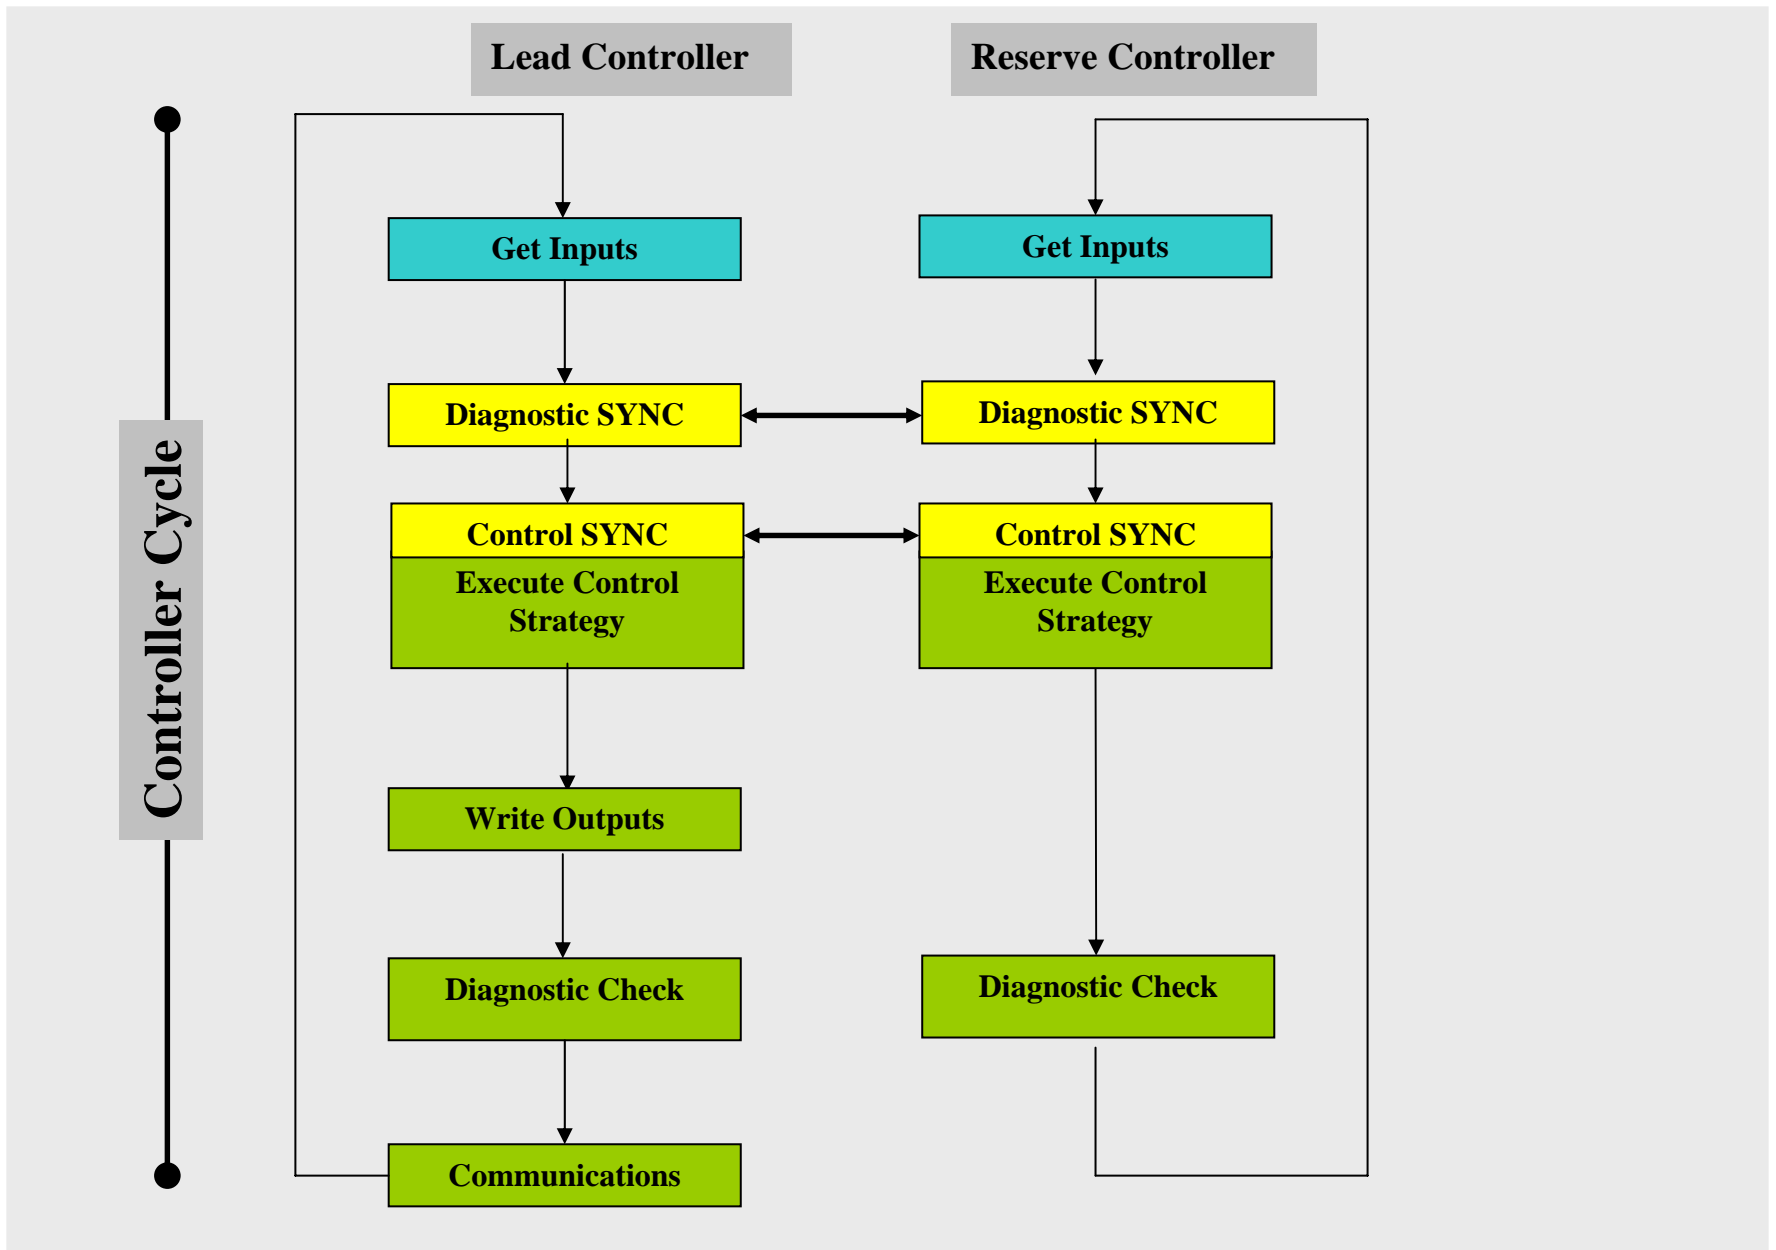 Lead Controller
Reserve Controller
Get Inputs
Get Inputs
Diagnostic SYNC
Diagnostic SYNC
Control SYNC
Control SYNC
Execute Control
Strategy
Execute Control
Strategy
Controller Cycle
Write Outputs
Diagnostic Check
Diagnostic Check
Communications